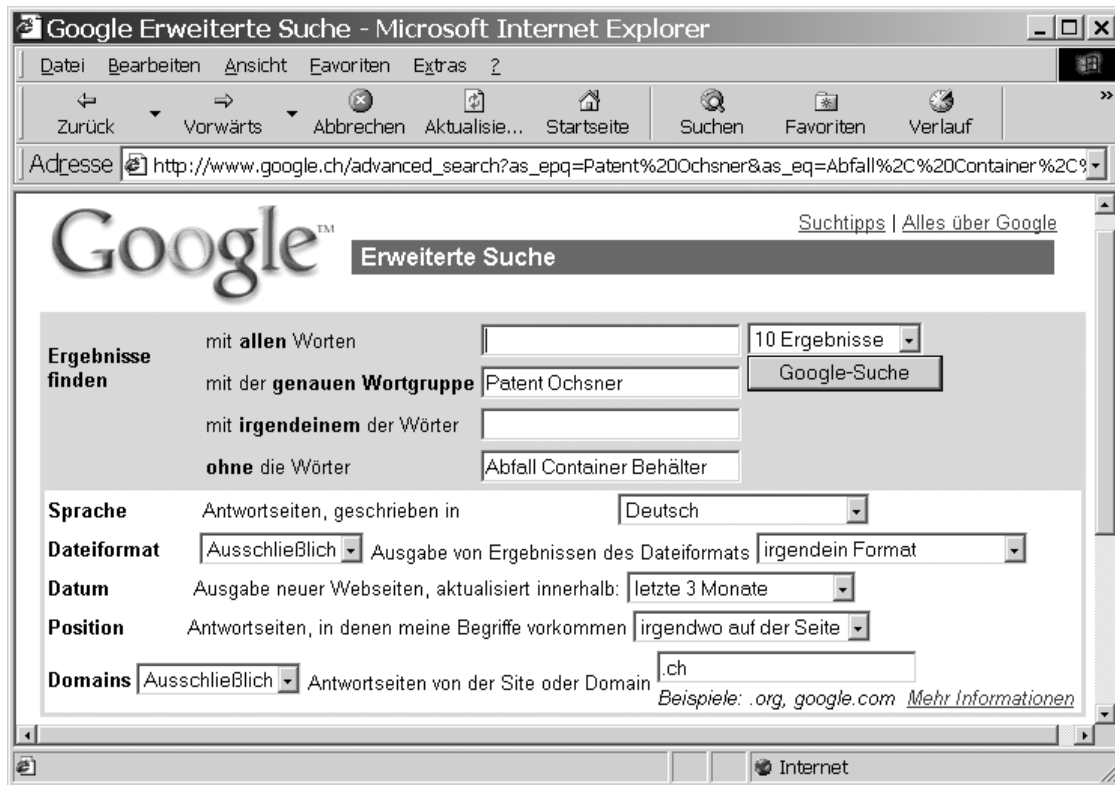 Google Erweiterte Suche - Microsoft Internet Explorer
Datei Bearbeiten Ansicht Favoriten Extras ?
Zurück Vorwärts Abbrechen Aktualisie... Startseite Suchen Favoriten Verlauf »
Adresse http://www.google.ch/advanced_search?as_epq=Patent%20Ochsner&as_eq=Abfall%2C%20Container%2C%
Google™
Suchtipps | Alles über Google
Erweiterte Suche
Ergebnisse finden
mit allen Worten 10 Ergebnisse
mit der genauen Wortgruppe Patent Ochsner Google-Suche
mit irgendeinem der Wörter
ohne die Wörter Abfall Container Behälter
Sprache Antwortseiten, geschrieben in Deutsch
Dateiformat Ausschließlich Ausgabe von Ergebnissen des Dateiformats irgendein Format
Datum Ausgabe neuer Webseiten, aktualisiert innerhalb: letzte 3 Monate
Position Antwortseiten, in denen meine Begriffe vorkommen irgendwo auf der Seite
Domains Ausschließlich Antwortseiten von der Site oder Domain .ch
Beispiele: .org, google.com Mehr Informationen
Internet